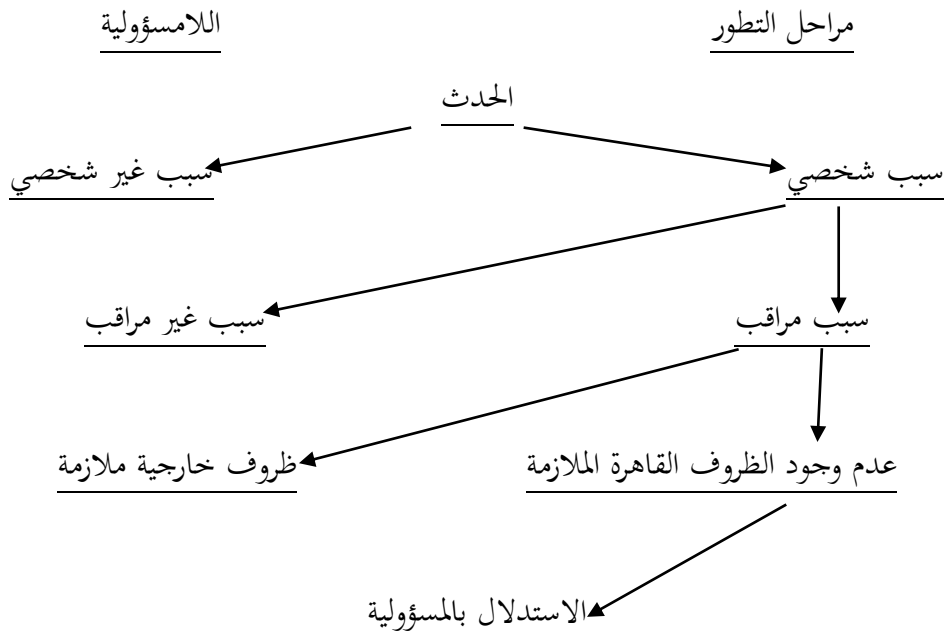 مراحل التطور
اللامسؤولية
الحدث
سبب شخصي
سبب غير شخصي
سبب مراقب
سبب غير مراقب
عدم وجود الظروف القاهرة الملازمة
ظروف خارجية ملازمة
الاستدلال بالمسؤولية